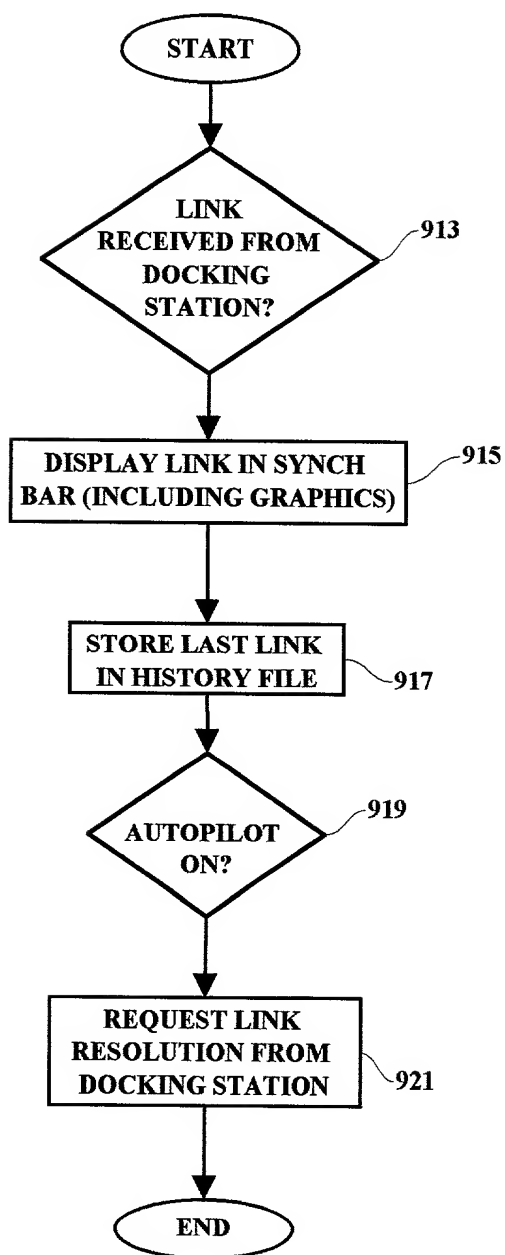 START
LINK
RECEIVED FROM
DOCKING
STATION?
913
DISPLAY LINK IN SYNCH
BAR (INCLUDING GRAPHICS)
915
STORE LAST LINK
IN HISTORY FILE
917
AUTOPILOT
ON?
919
REQUEST LINK
RESOLUTION FROM
DOCKING STATION
921
END